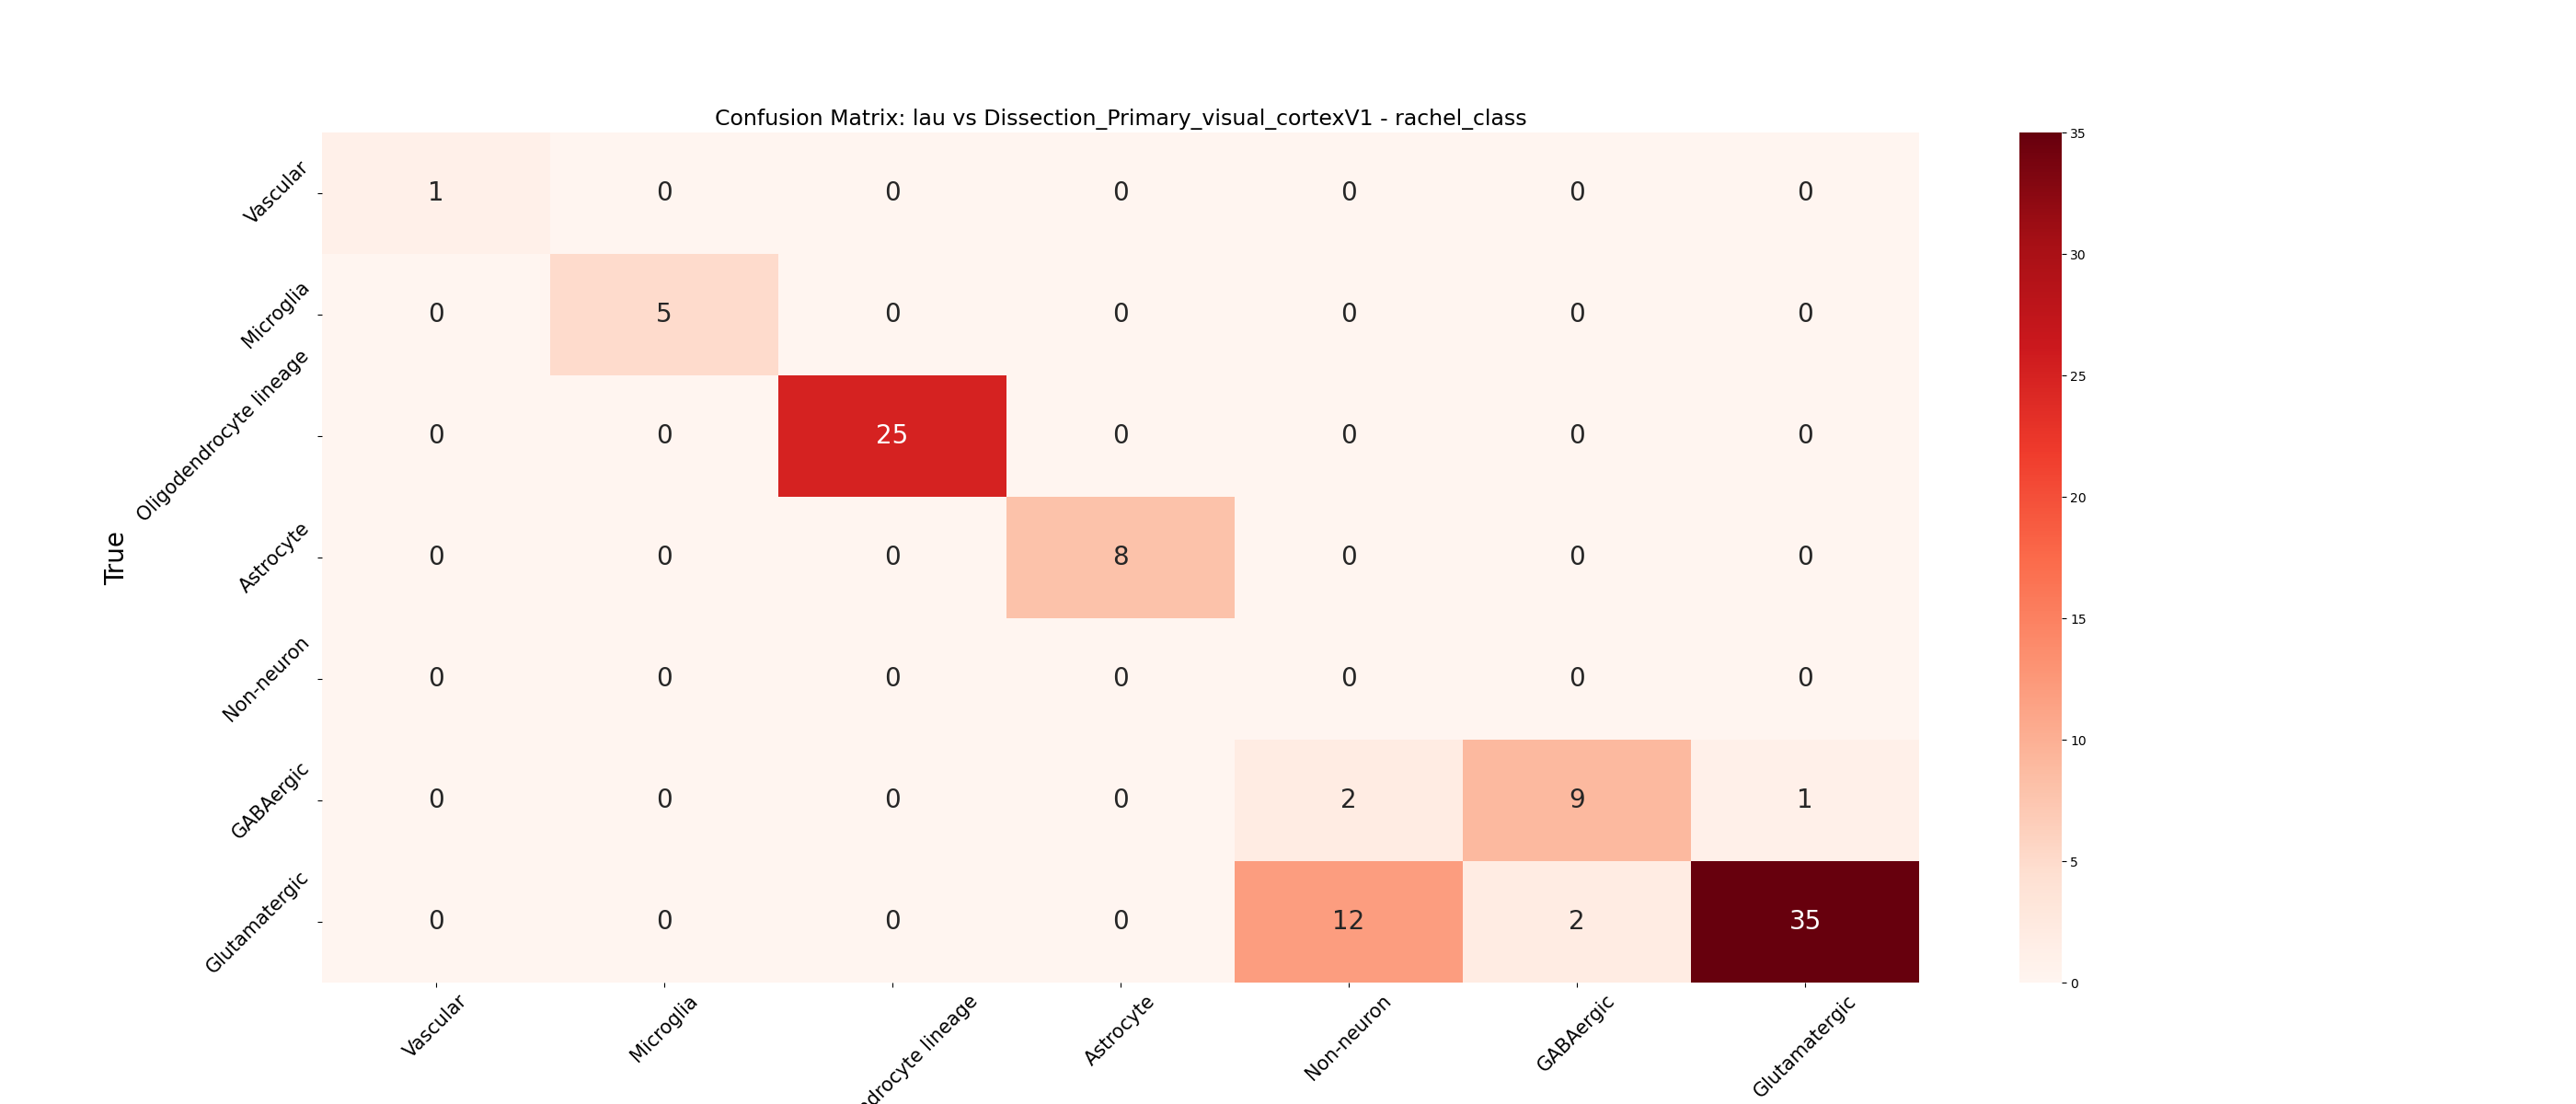 Confusion Matrix: lau vs Dissection_Primary_visual_cortexV1 - rachel_class
Vascular 1 0 0 0 0 0 0
Microglia 0 5 0 0 0 0 0
Oligodendrocyte lineage 0 0 25 0 0 0 0
Astrocyte 0 0 0 8 0 0 0
Non-neuron 0 0 0 0 0 0 0
GABAergic 0 0 0 0 2 9 1
Glutamatergic 0 0 0 0 12 2 35
True
Vascular Microglia ndrocyte lineage Astrocyte Non-neuron GABAergic Glutamatergic
35
30
25
20
15
10
5
0